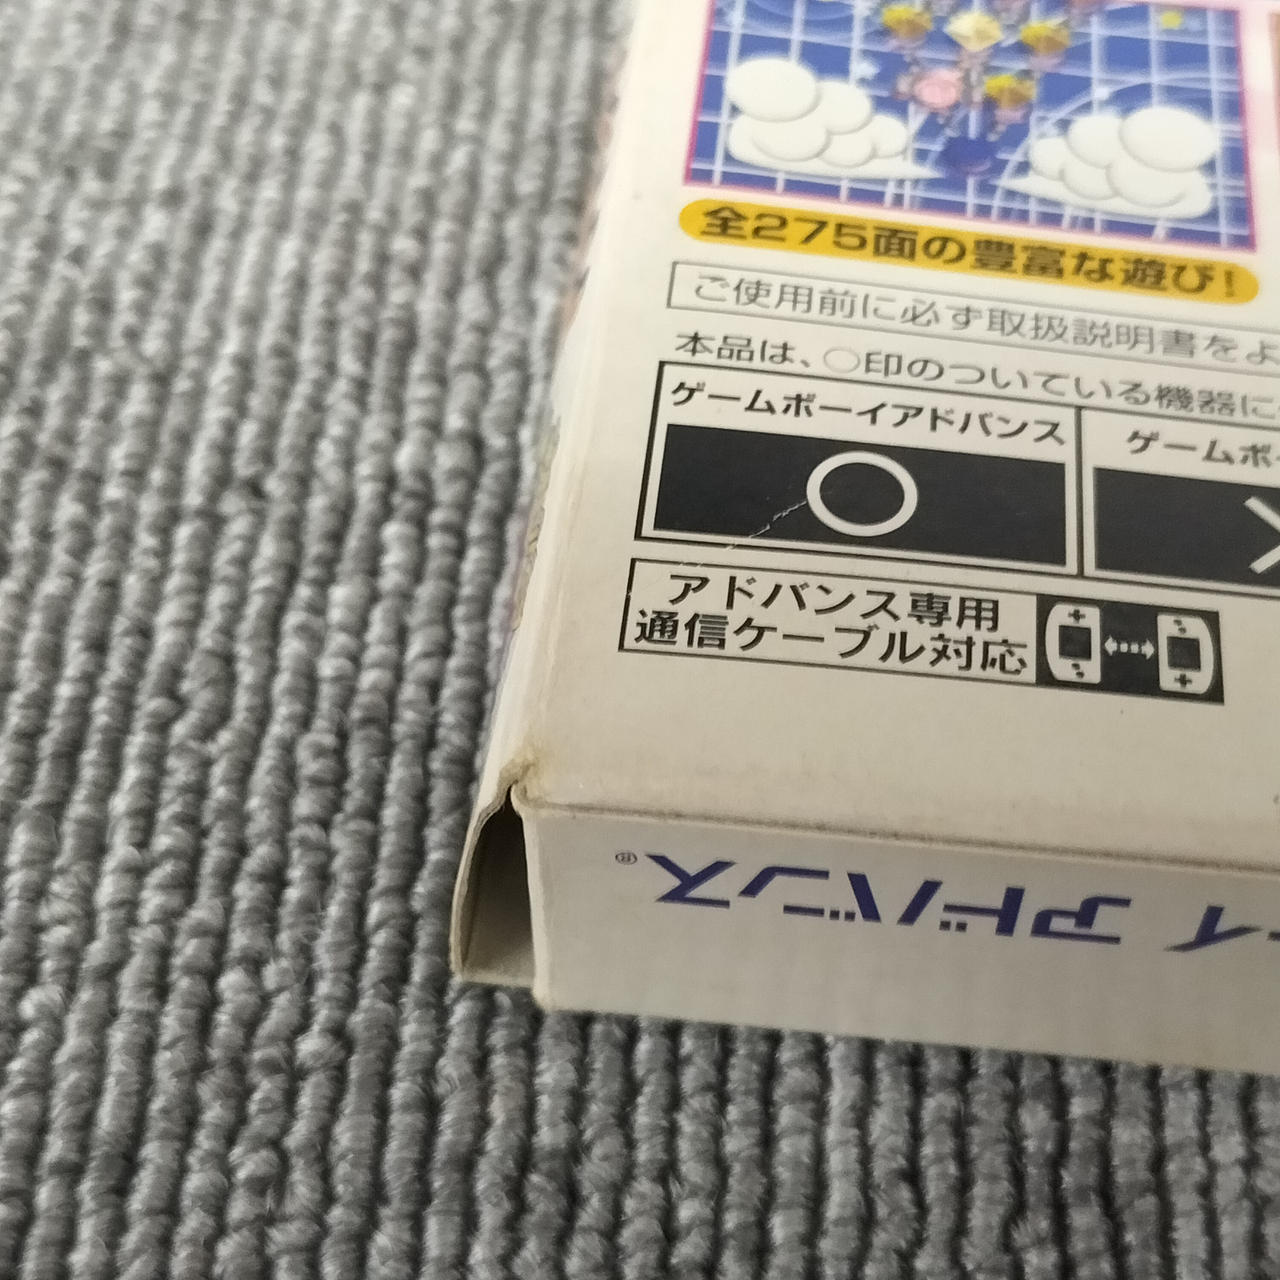 全275面の豊富な遊び!
ご使用前に必ず取扱説明書をよ
本品は、○印のついている機器に
ゲームボーイアドバンス
ゲームボー
アドバンス専用
通信ケーブル対応
イ アドバンス®